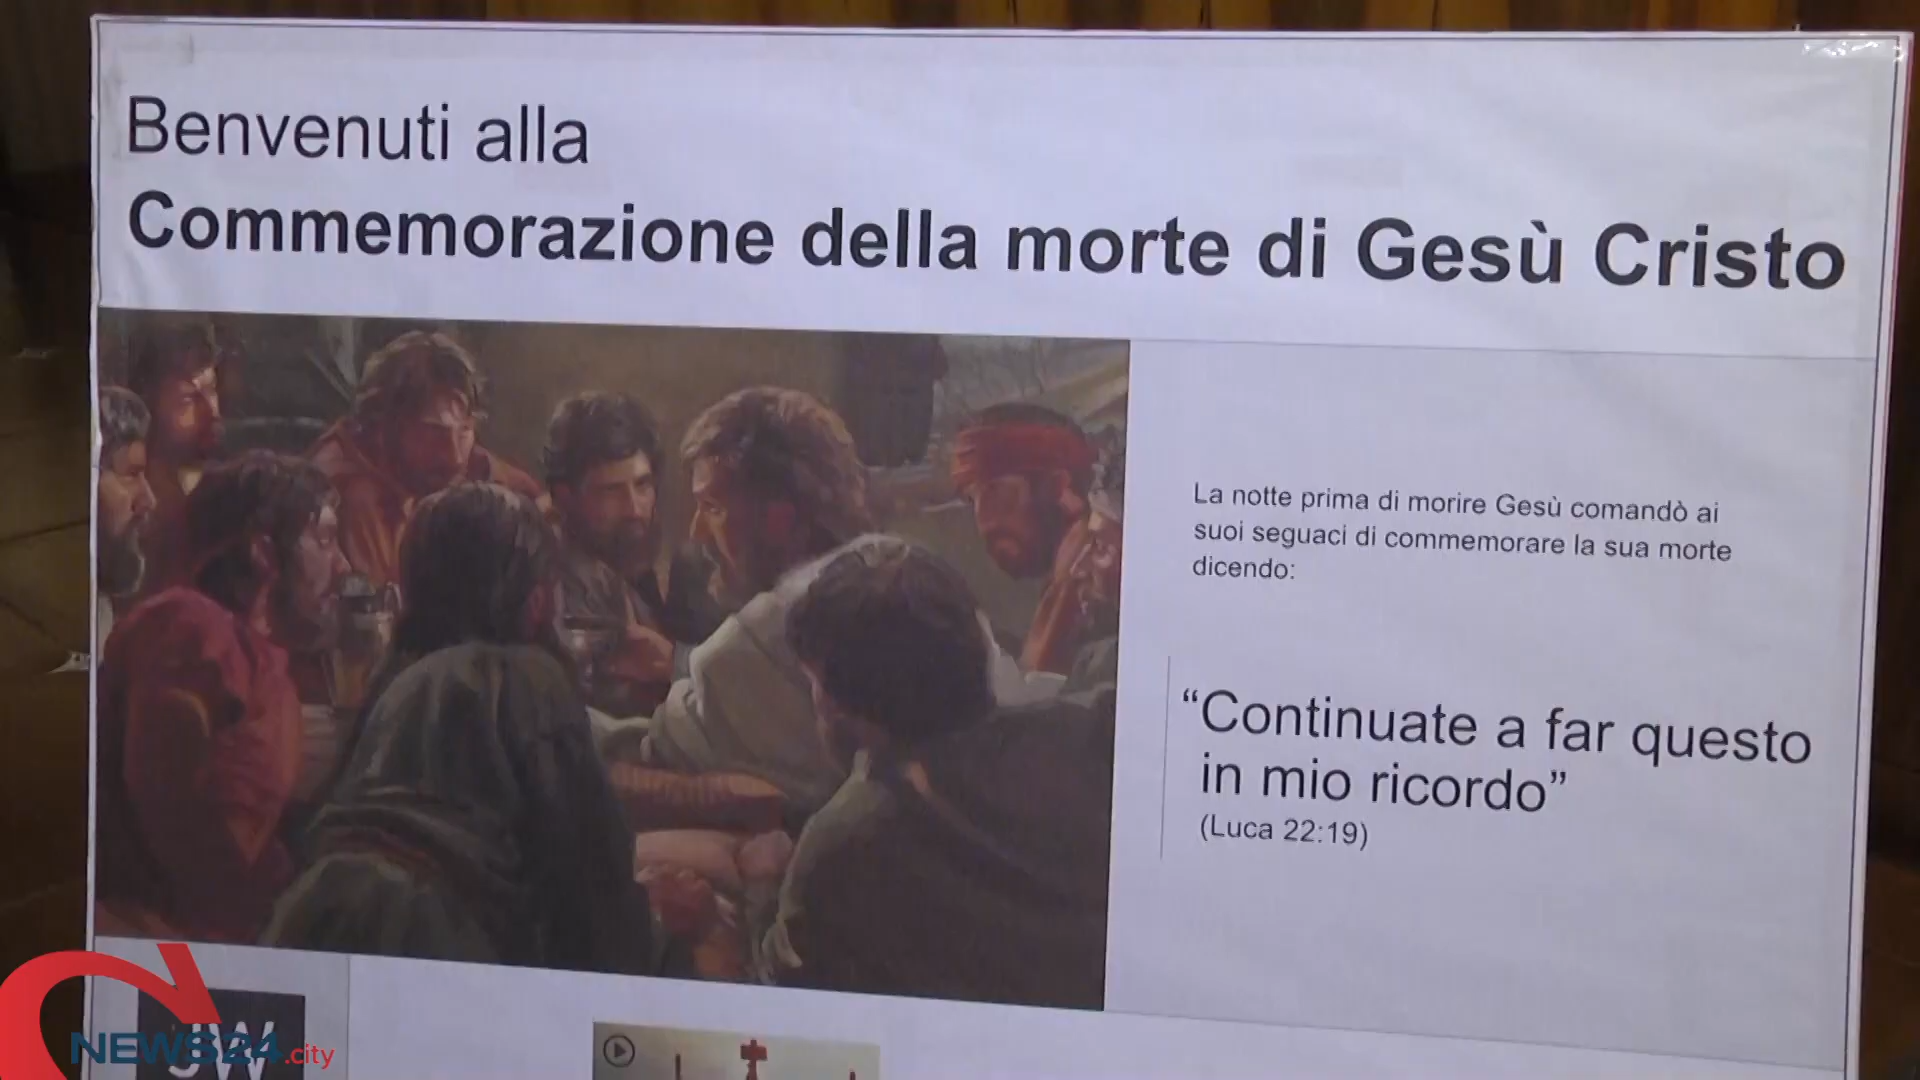 Benvenuti alla
Commemorazione della morte di Gesù Cristo
La notte prima di morire Gesù comandò ai
suoi seguaci di commemorare la sua morte
dicendo:
“Continuate a far questo
in mio ricordo”
(Luca 22:19)
JW
NEWS24.city